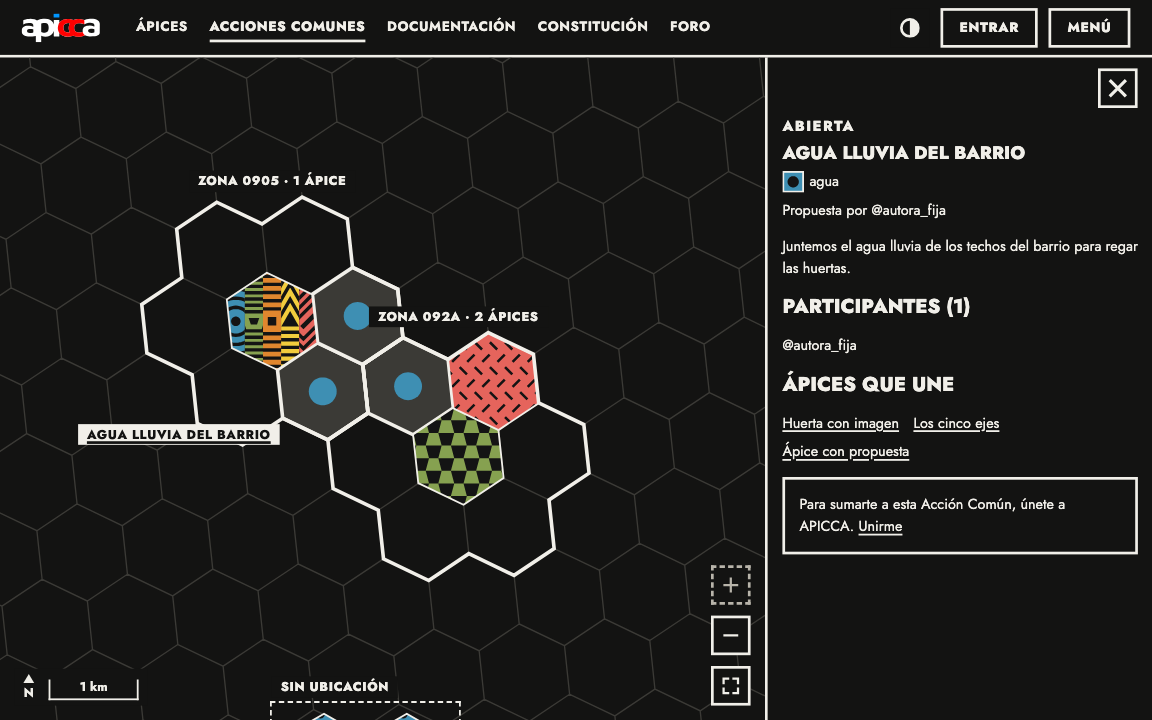 apicca
ÁPICES
ACCIONES COMUNES
DOCUMENTACIÓN
CONSTITUCIÓN
FORO
ENTRAR
MENÚ
ZONA 0905 · 1 ÁPICE
ZONA 092A · 2 ÁPICES
AGUA LLUVIA DEL BARRIO
N
1 km
SIN UBICACIÓN
ABIERTA
AGUA LLUVIA DEL BARRIO
agua
Propuesta por @autora_fija
Juntemos el agua lluvia de los techos del barrio para regar
las huertas.
PARTICIPANTES (1)
@autora_fija
ÁPICES QUE UNE
Huerta con imagen Los cinco ejes
Ápice con propuesta
Para sumarte a esta Acción Común, únete a
APICCA. Unirme